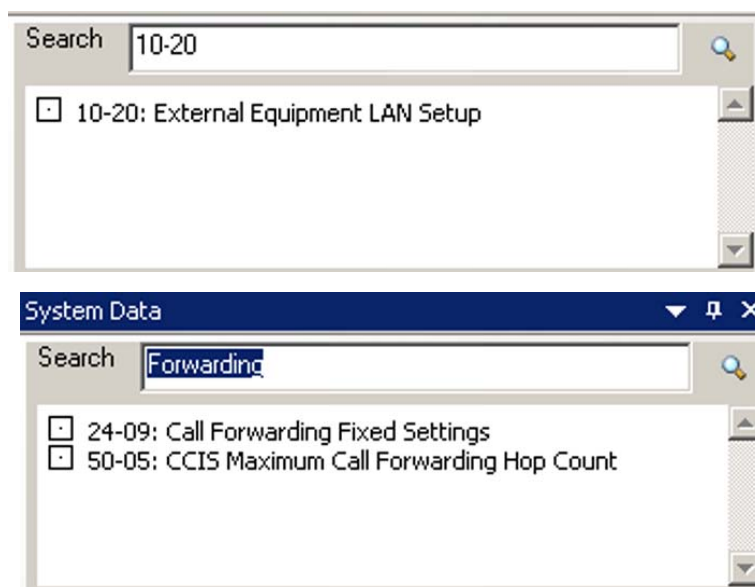 Search 10-20
10-20: External Equipment LAN Setup
System Data
Search Forwarding
24-09: Call Forwarding Fixed Settings
50-05: CCIS Maximum Call Forwarding Hop Count